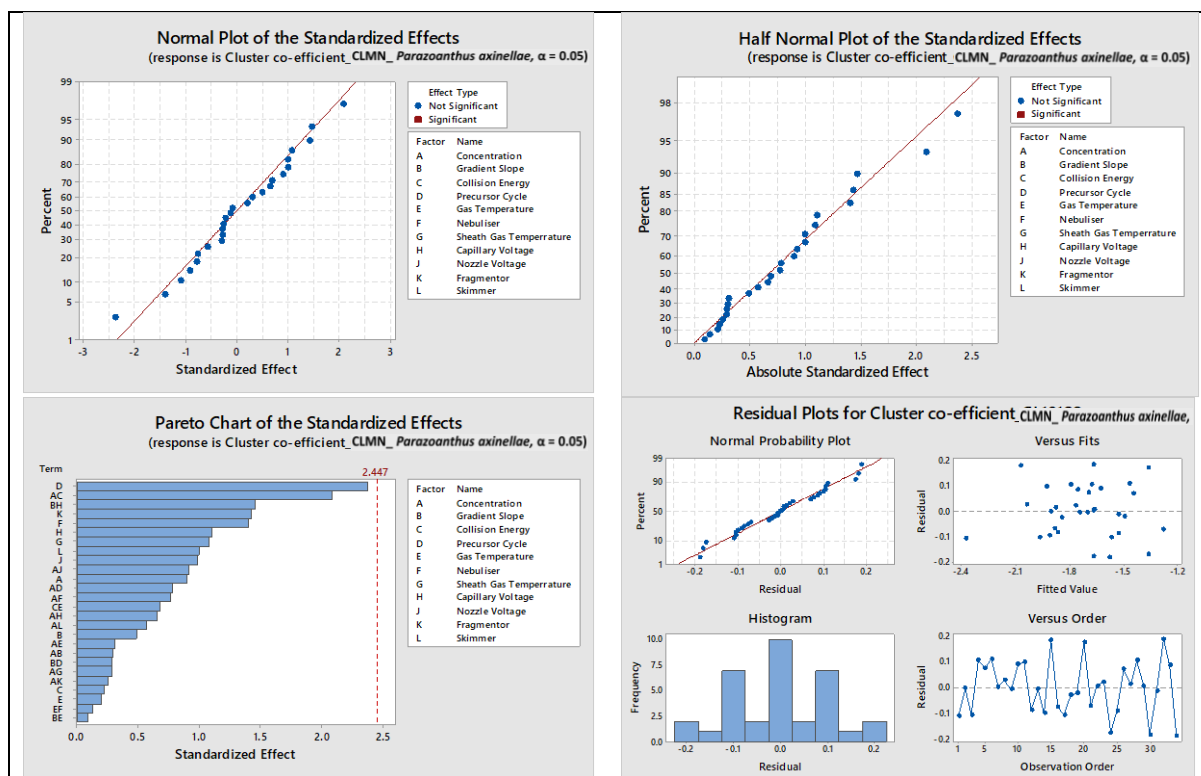 Normal Plot of the Standardized Effects
(response is Cluster co-efficient_CLMN_ Parazoanthus axinellae, α = 0.05)
99
95
90
80
70
60
50
40
30
20
10
5
1
Percent
-3 -2 -1 0 1 2 3
Standardized Effect
Effect Type
Not Significant
Significant
Factor Name
A Concentration
B Gradient Slope
C Collision Energy
D Precursor Cycle
E Gas Temperature
F Nebuliser
G Sheath Gas Temperrature
H Capillary Voltage
J Nozzle Voltage
K Fragmentor
L Skimmer
Half Normal Plot of the Standardized Effects
(response is Cluster co-efficient_CLMN_ Parazoanthus axinellae, α = 0.05)
98
95
90
85
80
70
60
50
40
30
20
10
0
Percent
0.0 0.5 1.0 1.5 2.0 2.5
Absolute Standardized Effect
Effect Type
Not Significant
Significant
Factor Name
A Concentration
B Gradient Slope
C Collision Energy
D Precursor Cycle
E Gas Temperature
F Nebuliser
G Sheath Gas Temperrature
H Capillary Voltage
J Nozzle Voltage
K Fragmentor
L Skimmer
Pareto Chart of the Standardized Effects
(response is Cluster co-efficient_CLMN_ Parazoanthus axinellae, α = 0.05)
Term
2.447
D
AC
BH
K
F
H
G
L
J
AJ
A
AD
AF
CE
AH
AL
B
AE
AB
BD
AG
AK
C
E
EF
BE
0.0 0.5 1.0 1.5 2.0 2.5
Standardized Effect
Factor Name
A Concentration
B Gradient Slope
C Collision Energy
D Precursor Cycle
E Gas Temperature
F Nebuliser
G Sheath Gas Temperrature
H Capillary Voltage
J Nozzle Voltage
K Fragmentor
L Skimmer
Residual Plots for Cluster co-efficient_CLMN_ Parazoanthus axinellae,
Normal Probability Plot
99
90
50
10
1
Percent
-0.2 -0.1 0.0 0.1 0.2
Residual
Versus Fits
0.2
0.1
0.0
-0.1
-0.2
Residual
-2.4 -2.1 -1.8 -1.5 -1.2
Fitted Value
Histogram
10.0
7.5
5.0
2.5
0.0
Frequency
-0.2 -0.1 0.0 0.1 0.2
Residual
Versus Order
0.2
0.1
0.0
-0.1
-0.2
Residual
1 5 10 15 20 25 30
Observation Order